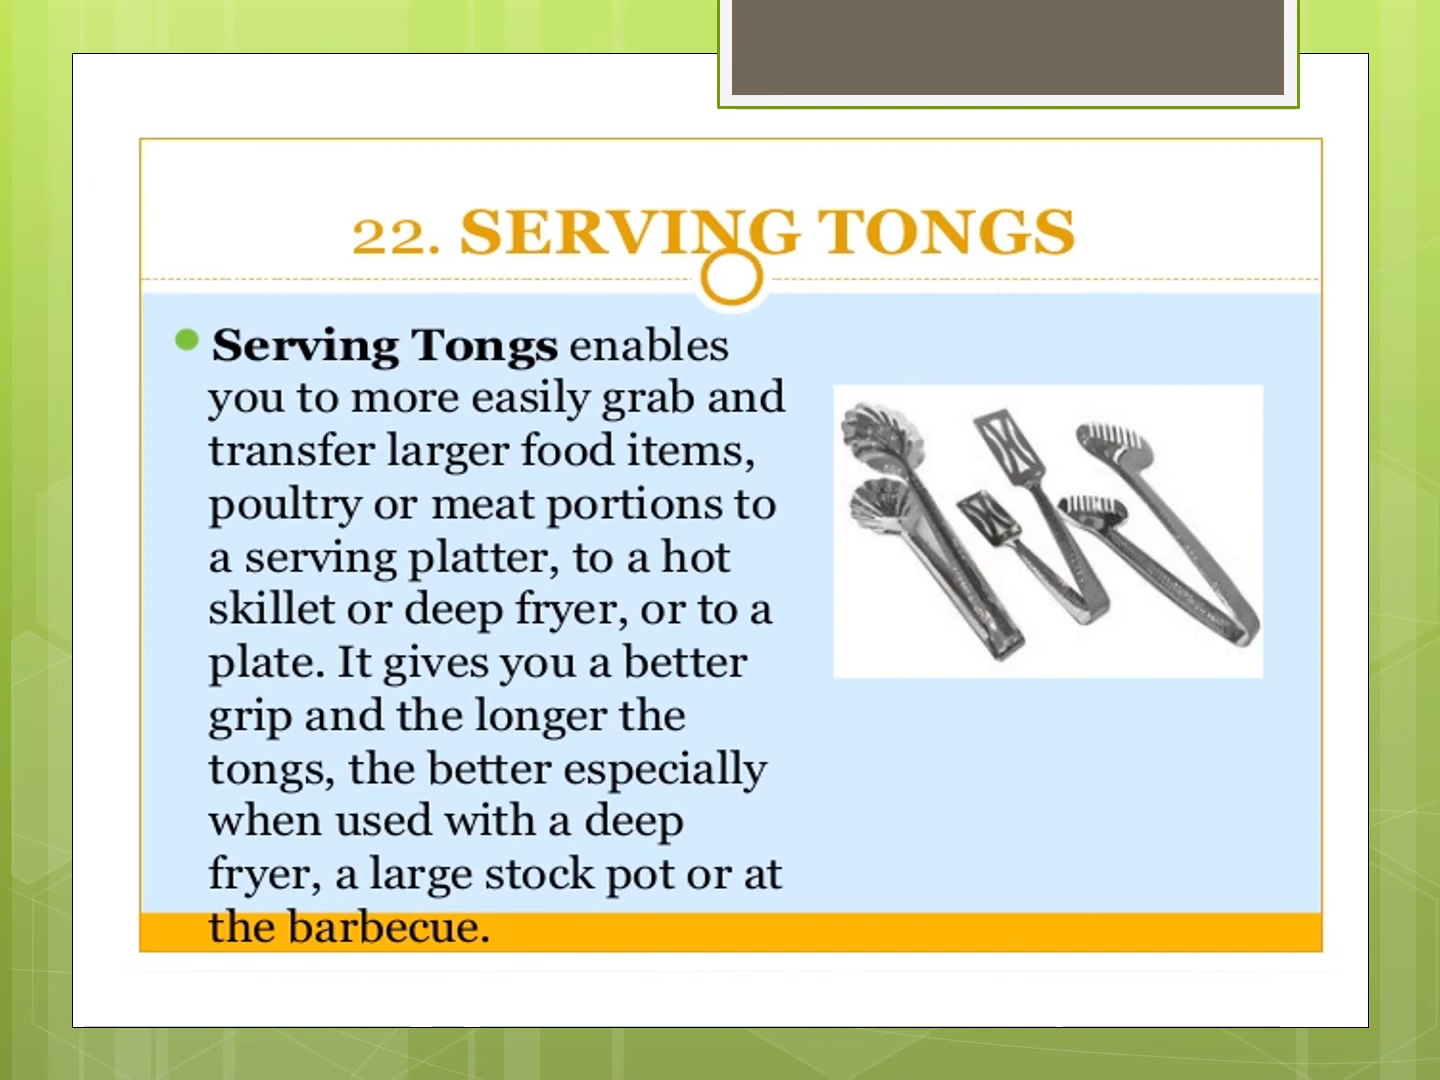 22. SERVING TONGS
Serving Tongs enables
you to more easily grab and
transfer larger food items,
poultry or meat portions to
a serving platter, to a hot
skillet or deep fryer, or to a
plate. It gives you a better
grip and the longer the
tongs, the better especially
when used with a deep
fryer, a large stock pot or at
the barbecue.